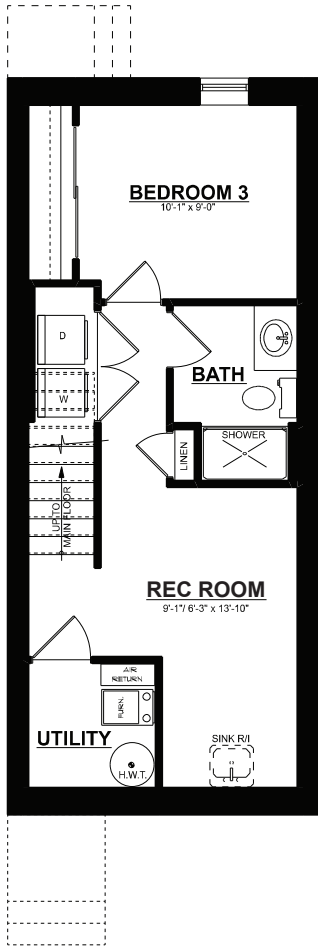 BEDROOM 3
10'-1" x 9'-0"
D
W
BATH
SHOWER
LINEN
UP TO
MAIN FLOOR
REC ROOM
9'-1"/ 6'-3" x 13'-10"
AIR
RETURN
FURN.
UTILITY
H.W.T.
SINK R/I